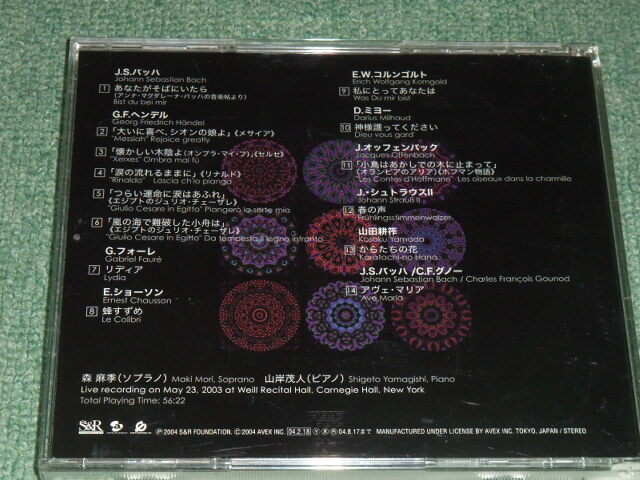 J.S.バッハ
Johann Sebastian Bach
1 あなたがそばにいたら
(アンナ・マグダレーナ・バッハの音楽帖より)
Bist du bei mir
G.F.ヘンデル
Georg Friedrich Händel
2 「大いに喜べ、シオンの娘よ」《メサイア》
"Messiah" Rejoice greatly
3 「懐かしい木陰よ(オンブラ・マイ・フ)」《セルセ》
"Xerxes" Ombra mai fù
4 「涙の流れるままに」《リナルド》
"Rinaldo" Lascia ch'io pianga
5 「つらい運命に涙はあふれ」
《エジプトのジュリオ・チェーザレ》
"Giulio Cesare in Egitto" Piangerò la sorte mia
6 「嵐の海で難破した小舟は」
《エジプトのジュリオ・チェーザレ》
"Giulio Cesare in Egitto" Da tempesta il legno infranto
G.フォーレ
Gabriel Fauré
7 リディア
Lydia
E.ショーソン
Ernest Chausson
8 蜂すずめ
Le Colibri
E.W.コルンゴルト
Erich Wolfgang Korngold
9 私にとってあなたは
Was Du mir bist
D.ミヨー
Darius Milhaud
10 神様護ってください
Dieu vous gard'
J.オッフェンバック
Jacques Offenbach
11 「小鳥はあかしでの木に止まって」
(オランピアのアリア)《ホフマン物語》
"Les Contes d'Hoffmann" Les oiseaux dans la charmille
J.シュトラウスII
Johann Strauß II
12 春の声
Frühlingsstimmenwalzer
山田耕筰
Kosaku Yamada
13 からたちの花
Karatachi-no Hana
J.S.バッハ /C.F.グノー
Johann Sebastian Bach / Charles François Gounod
14 アヴェ・マリア
Ave Maria
森 麻季(ソプラノ) Maki Mori, Soprano 山岸茂人(ピアノ) Shigeto Yamagishi, Piano
Live recording on May 23, 2003 at Weill Recital Hall, Carnegie Hall, New York
Total Playing Time: 56:22
S&R ℗2004 S&R FOUNDATION. ©2004 AVEX INC. 04.2.18 Ⓨ Ⓧ 04.8.17まで MANUFACTURED UNDER LICENSE BY AVEX INC. TOKYO, JAPAN / STEREO